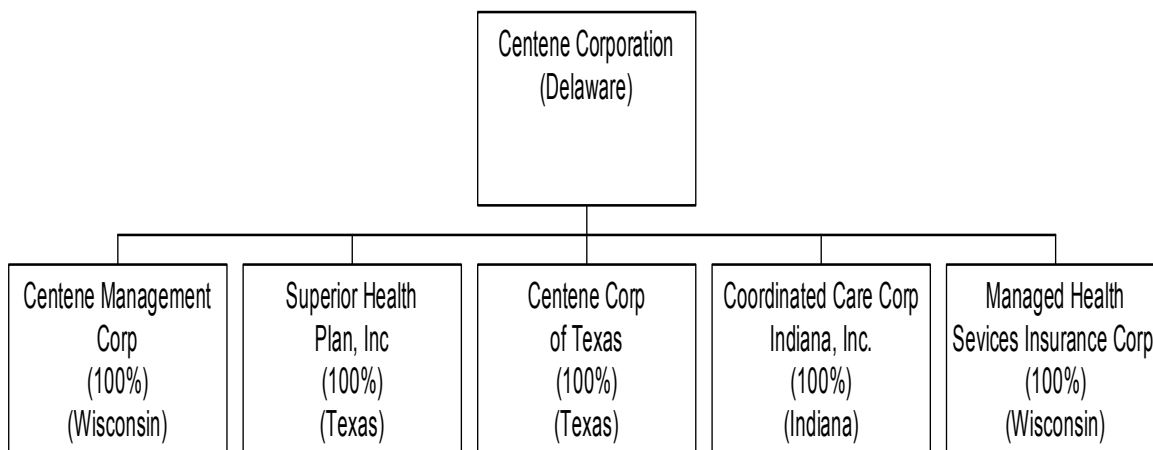 Centene Corporation
(Delaware)
Centene Management
Corp
(100%)
(Wisconsin)
Superior Health
Plan, Inc
(100%)
(Texas)
Centene Corp
of Texas
(100%)
(Texas)
Coordinated Care Corp
Indiana, Inc.
(100%)
(Indiana)
Managed Health
Sevices Insurance Corp
(100%)
(Wisconsin)